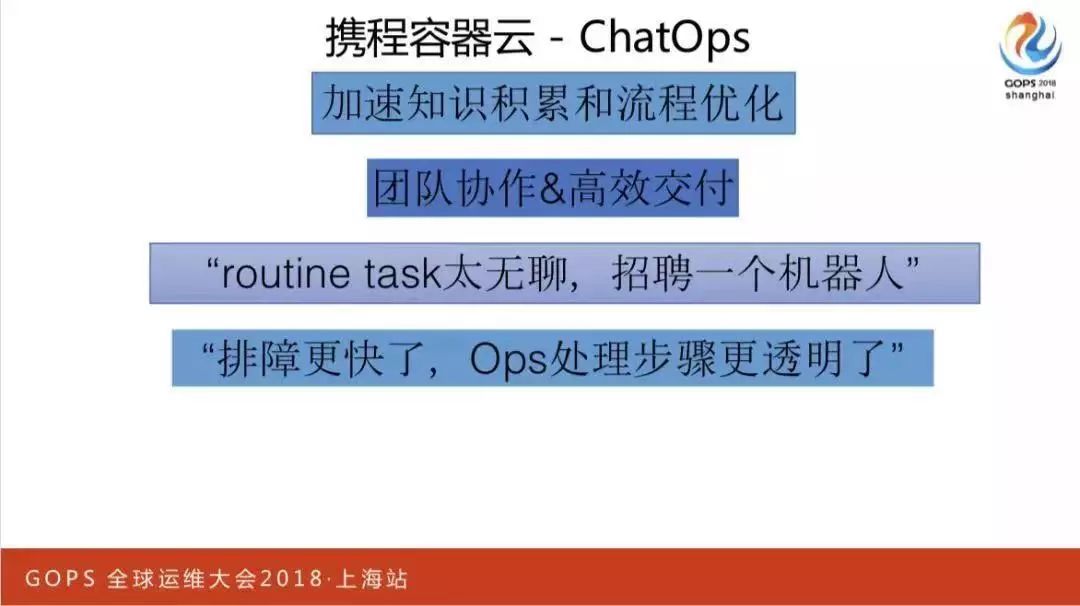 携程容器云 - ChatOps
GOPS 2018
shanghai
加速知识积累和流程优化
团队协作&高效交付
“routine task太无聊，招聘一个机器人”
“排障更快了，Ops处理步骤更透明了”
GOPS 全球运维大会2018·上海站